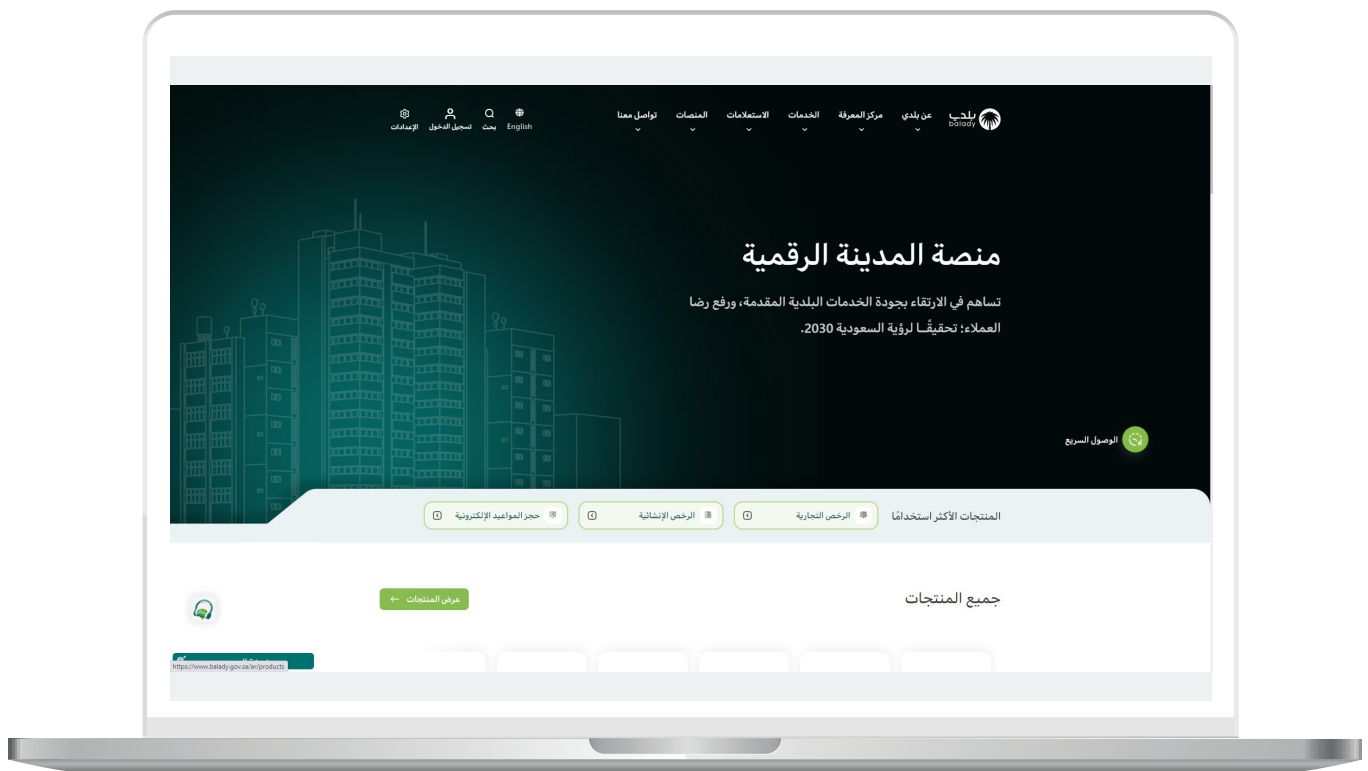 بلدي
balady
عن بلدي
مركز المعرفة
الخدمات
الاستعلامات
المنصات
تواصل معنا
English
بحث
تسجيل الدخول
الإعدادات
منصة المدينة الرقمية
تساهم في الارتقاء بجودة الخدمات البلدية المقدمة، ورفع رضا
العملاء؛ تحقيقًــا لرؤية السعودية 2030.
الوصول السريع
المنتجات الأكثر استخدامًا
الرخص التجارية
الرخص الإنشائية
حجز المواعيد الإلكترونية
جميع المنتجات
عرض المنتجات ←
https://www.balady.gov.sa/ar/products